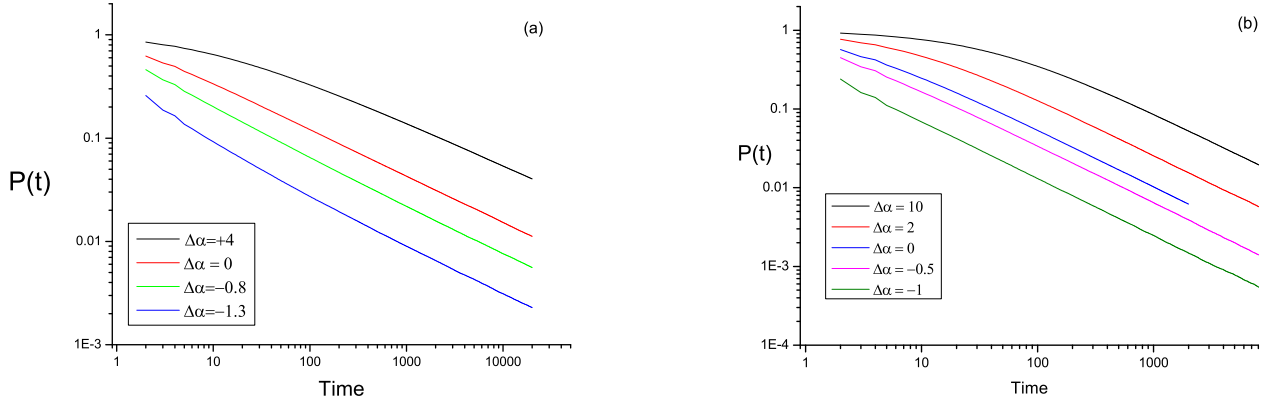 (a)
1
0.1
0.01
1E-3
P(t)
Δα=+4
Δα = 0
Δα=−0.8
Δα=−1.3
1 10 100 1000 10000
Time
(b)
1
0.1
0.01
1E-3
1E-4
P(t)
Δα = 10
Δα = 2
Δα = 0
Δα = −0.5
Δα = −1
1 10 100 1000
Time